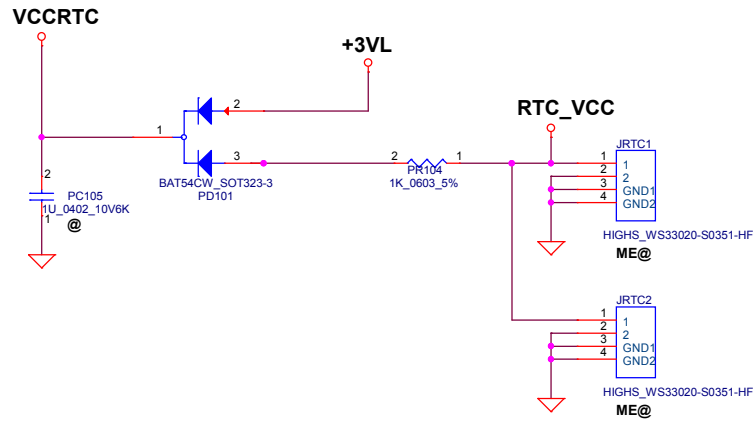 VCCRTC
+3VL
RTC_VCC
JRTC1
2
1
3
2
1
1
2
3
4
1
2
GND1
GND2
BAT54CW_SOT323-3
PD101
PR104
1K_0603_5%
2
PC105
1U_0402_10V6K
1
@
HIGHS_WS33020-S0351-HF
ME@
JRTC2
1
2
3
4
1
2
GND1
GND2
HIGHS_WS33020-S0351-HF
ME@